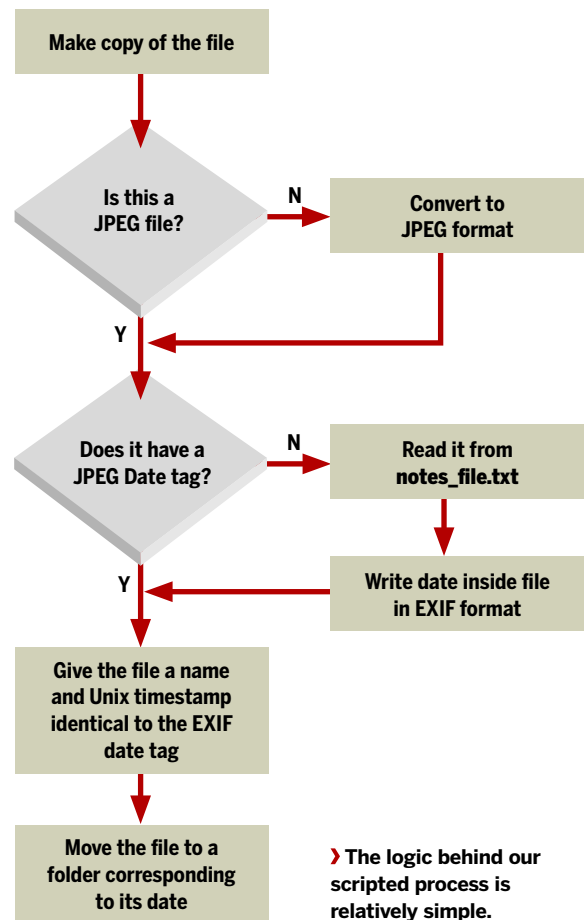 Make copy of the file
Is this a
JPEG file?
N
Convert to
JPEG format
Y
Does it have a
JPEG Date tag?
N
Read it from
notes_file.txt
Write date inside file
in EXIF format
Y
Give the file a name
and Unix timestamp
identical to the EXIF
date tag
Move the file to a
folder corresponding
to its date
❯ The logic behind our
scripted process is
relatively simple.